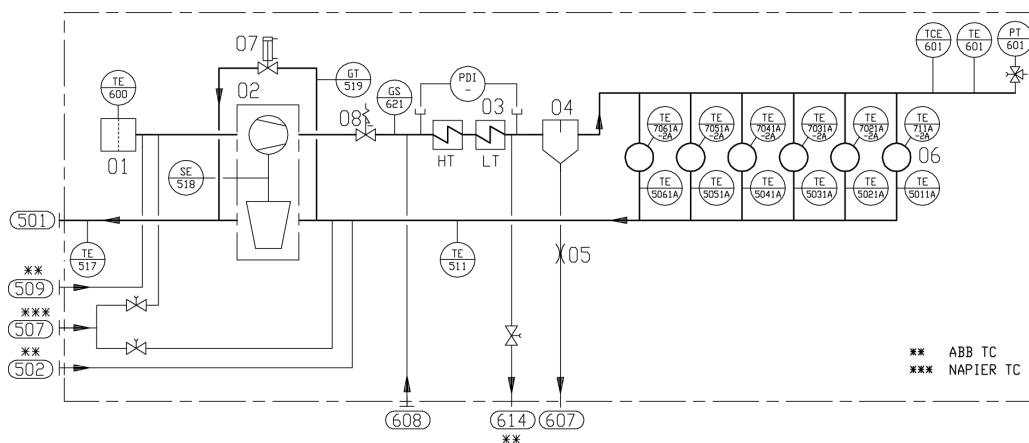 07
TE
600
02
GT
519
GS
621
PDI
-
TCE
601
TE
601
PT
601
08
03
04
01
HT
LT
SE
518
TE
7061A
-2A
TE
7051A
-2A
TE
7041A
-2A
TE
7031A
-2A
TE
7021A
-2A
TE
711A
-2A
06
TE
5061A
TE
5051A
TE
5041A
TE
5031A
TE
5021A
TE
5011A
501
TE
517
TE
511
05
**
509
***
507
**
502
** ABB TC
*** NAPIER TC
608
614
607
**